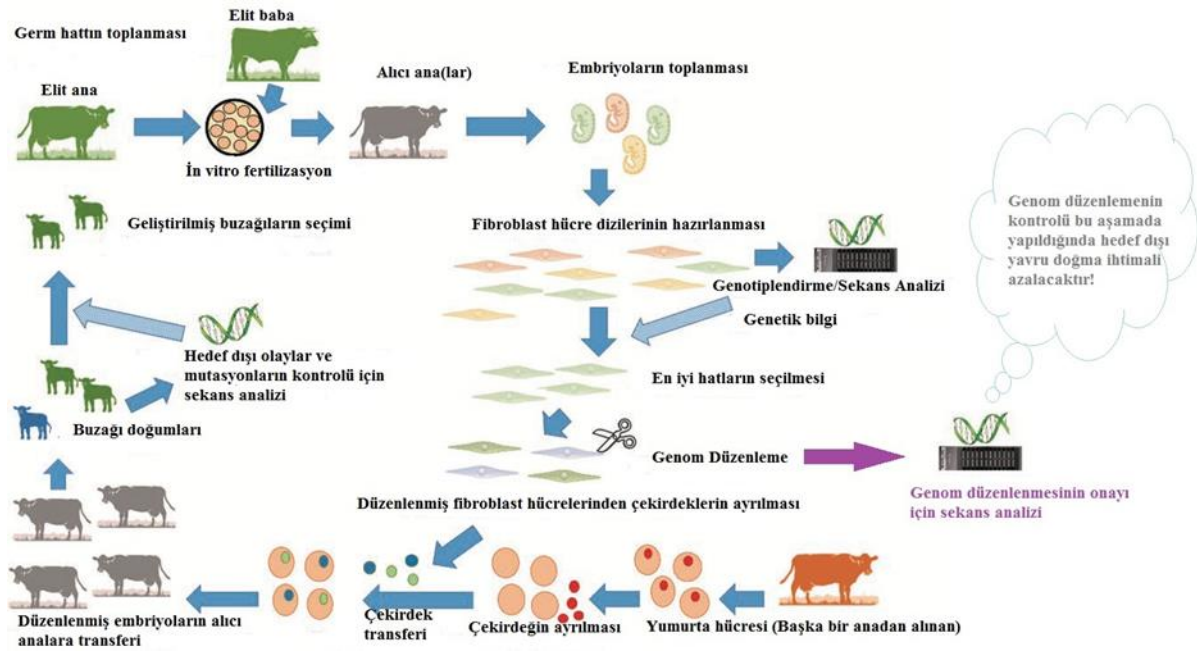 Germ hattın toplanması
Elit baba
Elit ana
Alıcı ana(lar)
Embriyoların toplanması
İn vitro fertilizasyon
Geliştirilmiş buzağıların seçimi
Fibroblast hücre dizilerinin hazırlanması
Genotiplendirme/Sekans Analizi
Genetik bilgi
Genom düzenlemenin
kontrolü bu aşamada
yapıldığında hedef dışı
yavru doğma ihtimali
azalacaktır!
Hedef dışı olaylar ve
mutasyonların kontrolü için
sekans analizi
En iyi hatların seçilmesi
Buzağı doğumları
Genom Düzenleme
Genom düzenlenmesinin onayı
için sekans analizi
Düzenlenmiş fibroblast hücrelerinden çekirdeklerin ayrılması
Düzenlenmiş embriyoların alıcı
analara transferi
Çekirdek
transferi
Çekirdeğin ayrılması
Yumurta hücresi (Başka bir anadan alınan)